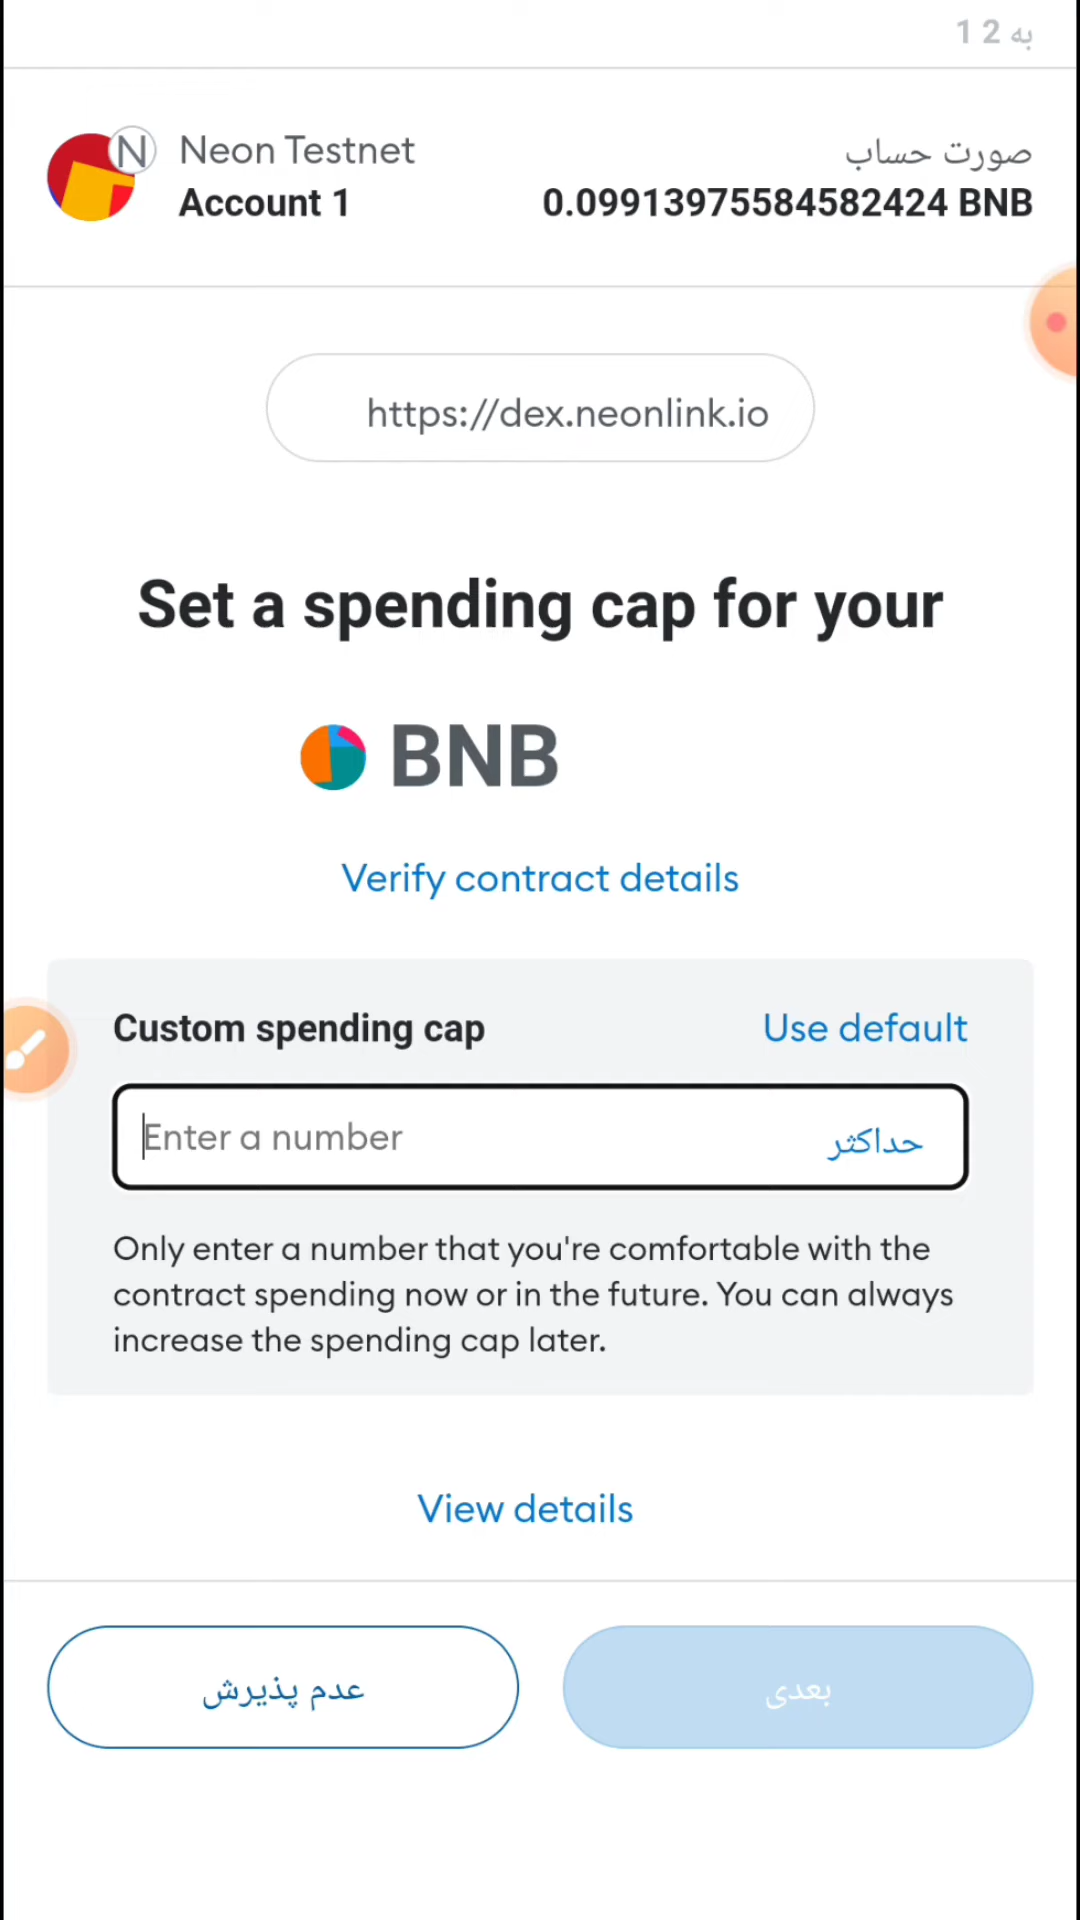 1 2 به
N
Neon Testnet
صورت حساب
Account 1
0.09913975584582424 BNB
https://dex.neonlink.io
Set a spending cap for your
BNB
Verify contract details
Custom spending cap
Use default
Enter a number
حداکثر
Only enter a number that you're comfortable with the
contract spending now or in the future. You can always
increase the spending cap later.
View details
عدم پذیرش
بعدی